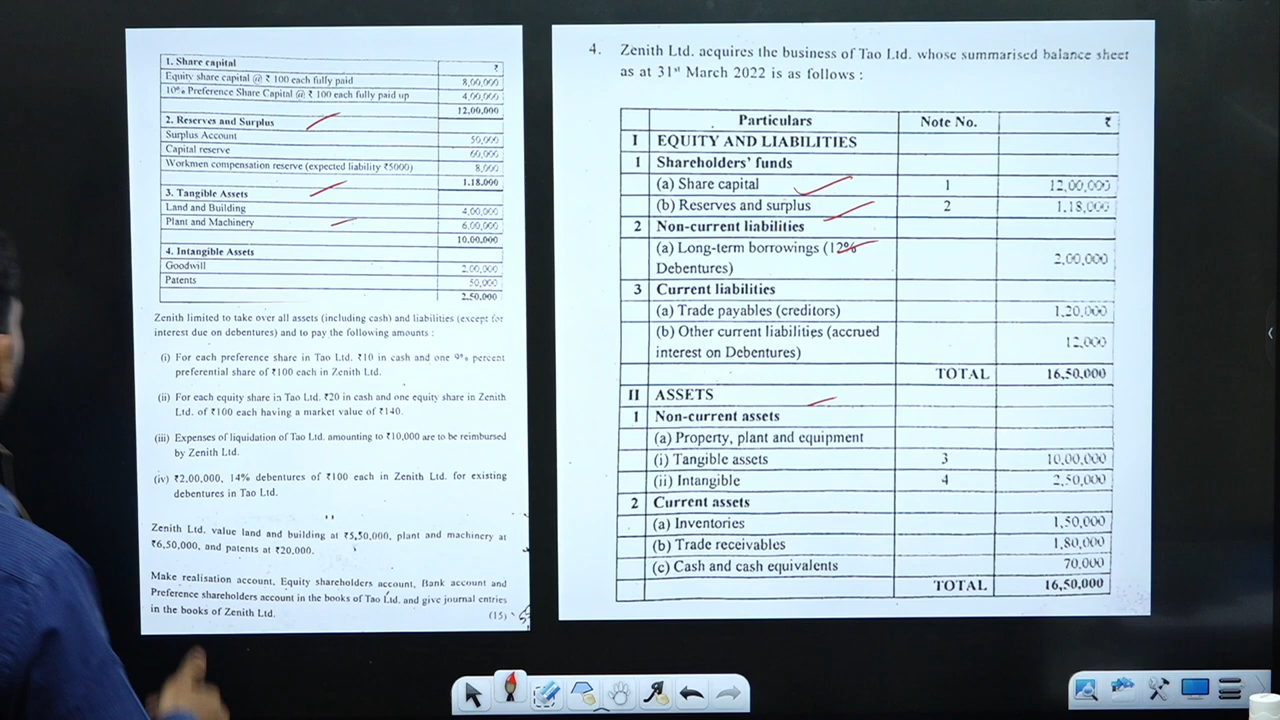 1. Share capital ₹
Equity share capital @ ₹ 100 each fully paid 8,00,000
10% Preference Share Capital @ ₹ 100 each fully paid up 4,00,000
12,00,000
2. Reserves and Surplus
Surplus Account 50,000
Capital reserve 60,000
Workmen compensation reserve (expected liability ₹5000) 8,000
1,18,000
3. Tangible Assets
Land and Building 4,00,000
Plant and Machinery 6,00,000
10,00,000
4. Intangible Assets
Goodwill 2,00,000
Patents 50,000
2,50,000
Zenith limited to take over all assets (including cash) and liabilities (except for
interest due on debentures) and to pay the following amounts :
(i) For each preference share in Tao Ltd. ₹10 in cash and one 9% percent
preferential share of ₹100 each in Zenith Ltd.
(ii) For each equity share in Tao Ltd. ₹20 in cash and one equity share in Zenith
Ltd. of ₹100 each having a market value of ₹140.
(iii) Expenses of liquidation of Tao Ltd. amounting to ₹10,000 are to be reimbursed
by Zenith Ltd.
(iv) ₹2,00,000, 14% debentures of ₹100 each in Zenith Ltd. for existing
debentures in Tao Ltd.
Zenith Ltd. value land and building at ₹5,50,000, plant and machinery at
₹6,50,000, and patents at ₹20,000.
Make realisation account, Equity shareholders account, Bank account and
Preference shareholders account in the books of Tao Ltd. and give journal entries
in the books of Zenith Ltd. (15)
4. Zenith Ltd. acquires the business of Tao Ltd. whose summarised balance sheet
as at 31st March 2022 is as follows :
Particulars Note No. ₹
I EQUITY AND LIABILITIES
1 Shareholders' funds
(a) Share capital 1 12,00,000
(b) Reserves and surplus 2 1,18,000
2 Non-current liabilities
(a) Long-term borrowings (12%
Debentures) 2,00,000
3 Current liabilities
(a) Trade payables (creditors) 1,20,000
(b) Other current liabilities (accrued
interest on Debentures) 12,000
TOTAL 16,50,000
II ASSETS
1 Non-current assets
(a) Property, plant and equipment
(i) Tangible assets 3 10,00,000
(ii) Intangible 4 2,50,000
2 Current assets
(a) Inventories 1,50,000
(b) Trade receivables 1,80,000
(c) Cash and cash equivalents 70,000
TOTAL 16,50,000